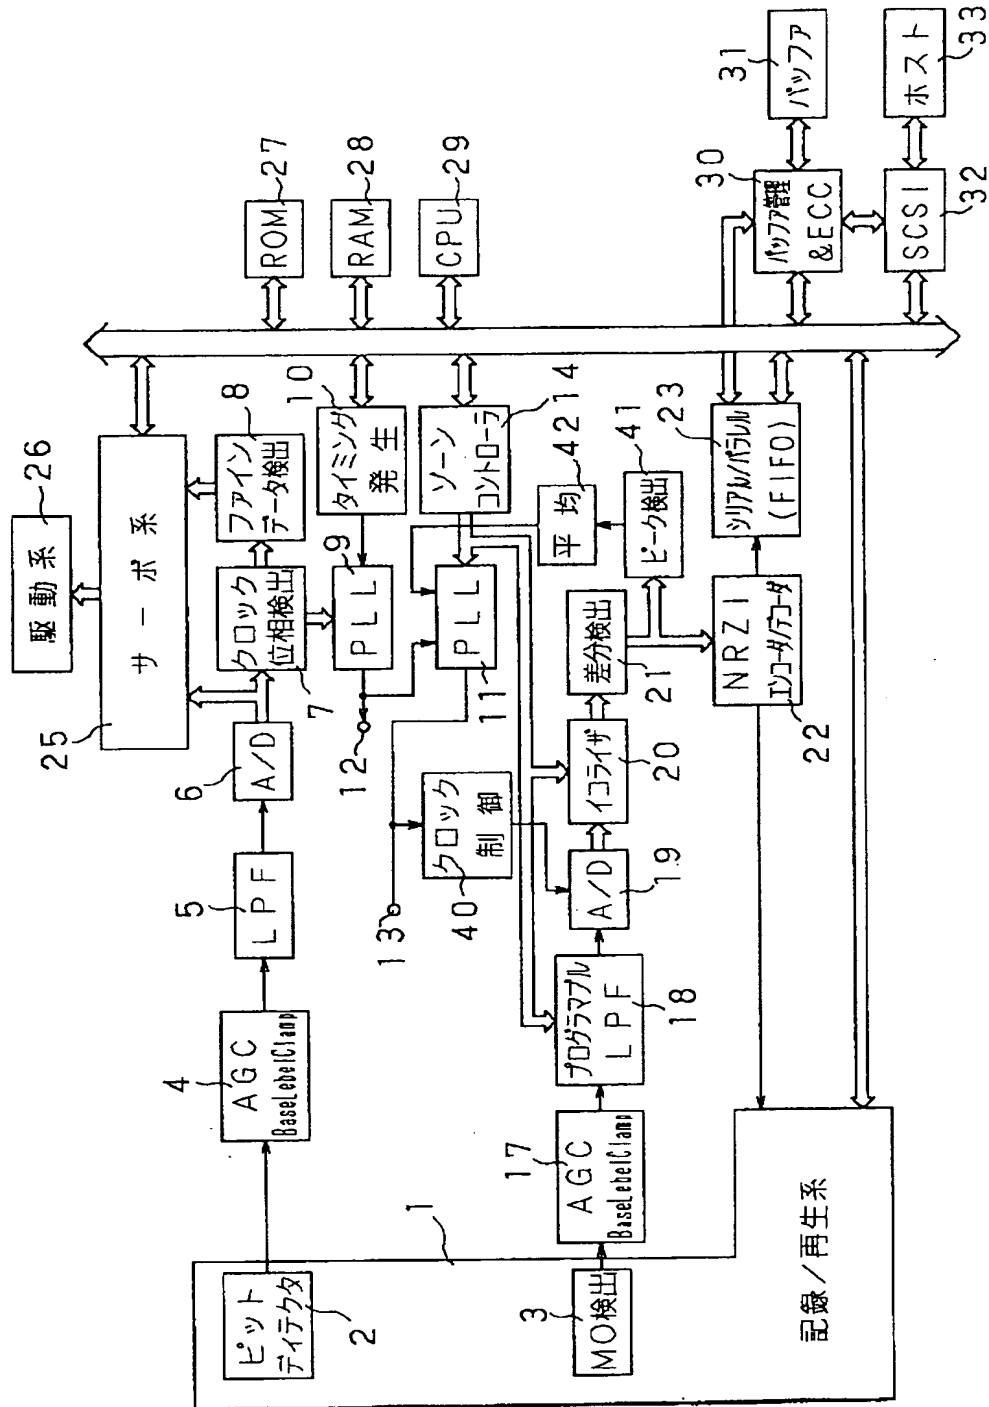 駆動系
26
サーボ系
25
ファイン
データ検出
8
クロック
位相検出
7
A/D
6
LPF
5
AGC
BaseLebelClamp
4
ピット
ディテクタ
2
1
ROM
27
RAM
28
CPU
29
タイミング
発生
10
PLL
9
12
ゾーン
コントローラ
14
PLL
11
13
クロック
制御
40
平均
42
ピーク検出
41
差分検出
21
イコライザ
20
A/D
19
プログラマブル
LPF
18
AGC
BaseLebelClamp
17
MO検出
3
シリアル/パラレル
(FIFO)
23
NRZI
エンコーダ/デコーダ
22
バッファ管理
&ECC
30
バッファ
31
SCSI
32
ホスト
33
記録/再生系